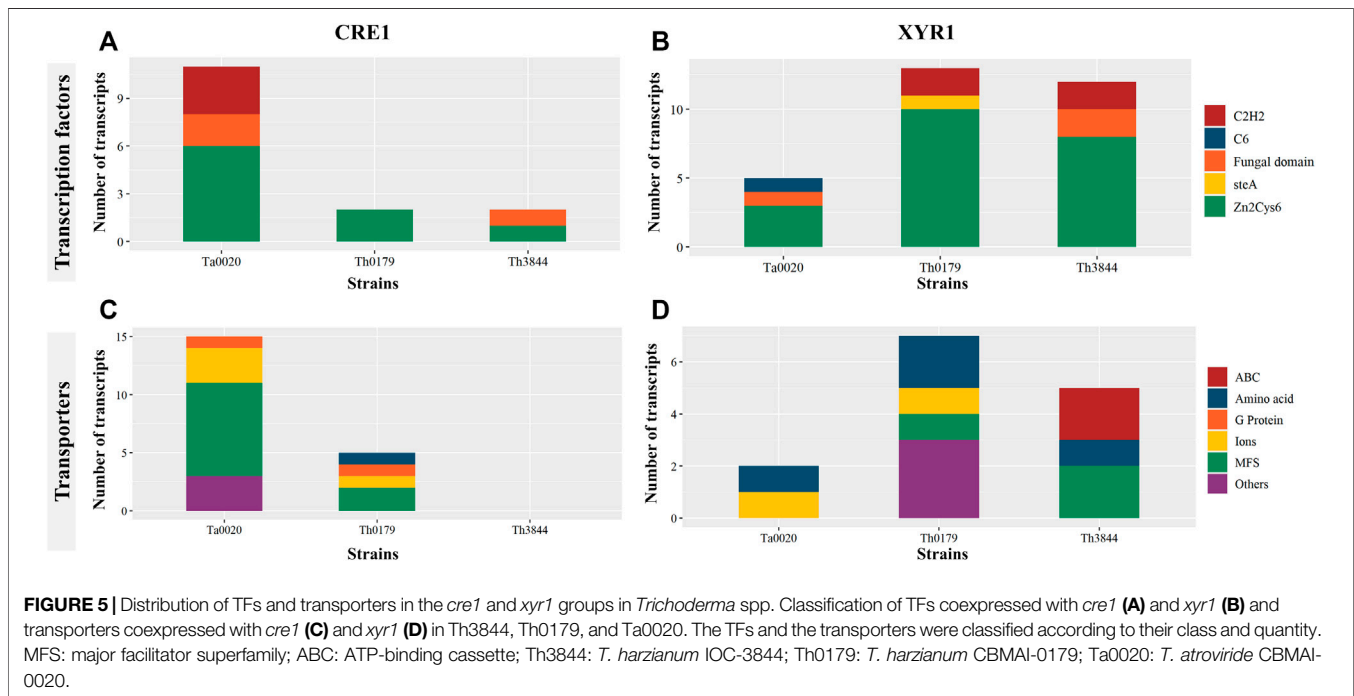 CRE1
XYR1
A
B
Transcription factors
Number of transcripts
9
6
3
0
Ta0020
Th0179
Th3844
Strains
Number of transcripts
10
5
0
Ta0020
Th0179
Th3844
Strains
C2H2
C6
Fungal domain
steA
Zn2Cys6
C
D
Transporters
Number of transcripts
15
10
5
0
Ta0020
Th0179
Th3844
Strains
Number of transcripts
6
4
2
0
Ta0020
Th0179
Th3844
Strains
ABC
Amino acid
G Protein
Ions
MFS
Others
FIGURE 5 | Distribution of TFs and transporters in the cre1 and xyr1 groups in Trichoderma spp. Classification of TFs coexpressed with cre1 (A) and xyr1 (B) and
transporters coexpressed with cre1 (C) and xyr1 (D) in Th3844, Th0179, and Ta0020. The TFs and the transporters were classified according to their class and quantity.
MFS: major facilitator superfamily; ABC: ATP-binding cassette; Th3844: T. harzianum IOC-3844; Th0179: T. harzianum CBMAI-0179; Ta0020: T. atroviride CBMAI-
0020.